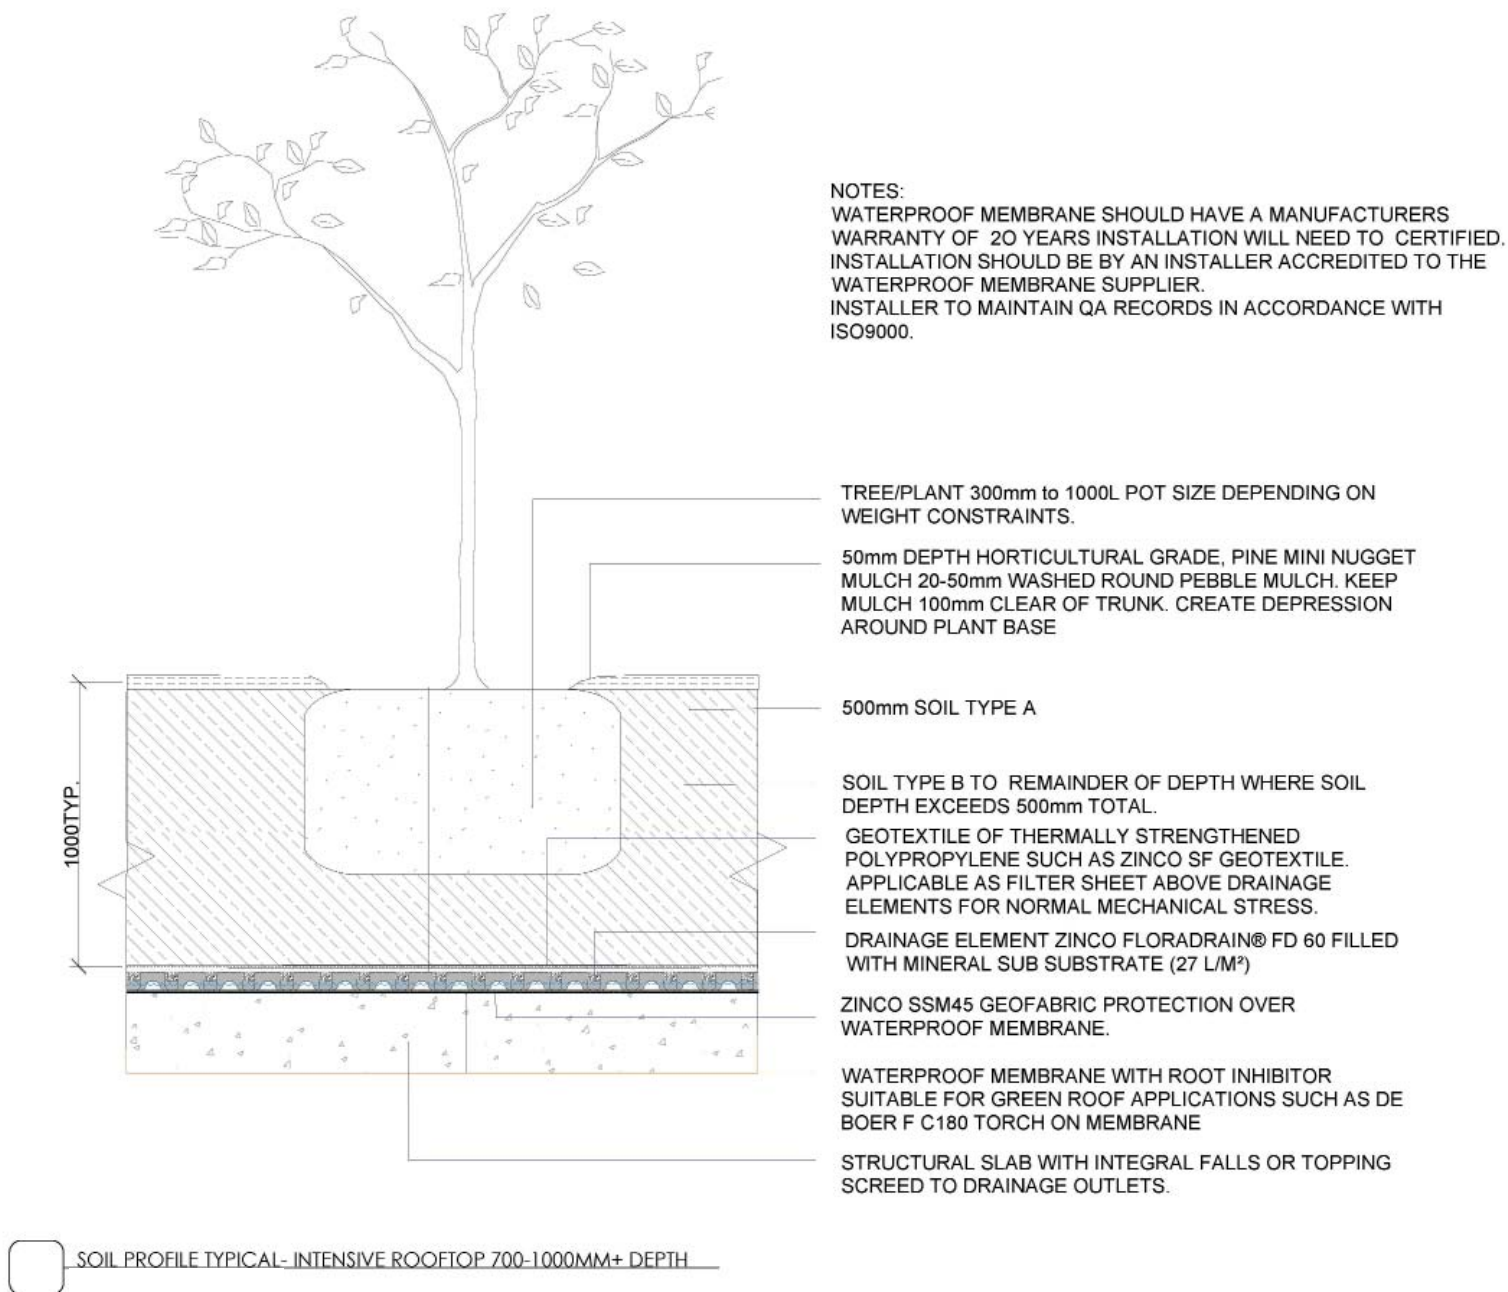 NOTES:
WATERPROOF MEMBRANE SHOULD HAVE A MANUFACTURERS
WARRANTY OF 2O YEARS INSTALLATION WILL NEED TO CERTIFIED.
INSTALLATION SHOULD BE BY AN INSTALLER ACCREDITED TO THE
WATERPROOF MEMBRANE SUPPLIER.
INSTALLER TO MAINTAIN QA RECORDS IN ACCORDANCE WITH
ISO9000.
TREE/PLANT 300mm to 1000L POT SIZE DEPENDING ON
WEIGHT CONSTRAINTS.
50mm DEPTH HORTICULTURAL GRADE, PINE MINI NUGGET
MULCH 20-50mm WASHED ROUND PEBBLE MULCH. KEEP
MULCH 100mm CLEAR OF TRUNK. CREATE DEPRESSION
AROUND PLANT BASE
500mm SOIL TYPE A
SOIL TYPE B TO REMAINDER OF DEPTH WHERE SOIL
DEPTH EXCEEDS 500mm TOTAL.
GEOTEXTILE OF THERMALLY STRENGTHENED
POLYPROPYLENE SUCH AS ZINCO SF GEOTEXTILE.
APPLICABLE AS FILTER SHEET ABOVE DRAINAGE
ELEMENTS FOR NORMAL MECHANICAL STRESS.
DRAINAGE ELEMENT ZINCO FLORADRAIN® FD 60 FILLED
WITH MINERAL SUB SUBSTRATE (27 L/M²)
ZINCO SSM45 GEOFABRIC PROTECTION OVER
WATERPROOF MEMBRANE.
WATERPROOF MEMBRANE WITH ROOT INHIBITOR
SUITABLE FOR GREEN ROOF APPLICATIONS SUCH AS DE
BOER F C180 TORCH ON MEMBRANE
STRUCTURAL SLAB WITH INTEGRAL FALLS OR TOPPING
SCREED TO DRAINAGE OUTLETS.
1000TYP.
SOIL PROFILE TYPICAL- INTENSIVE ROOFTOP 700-1000MM+ DEPTH